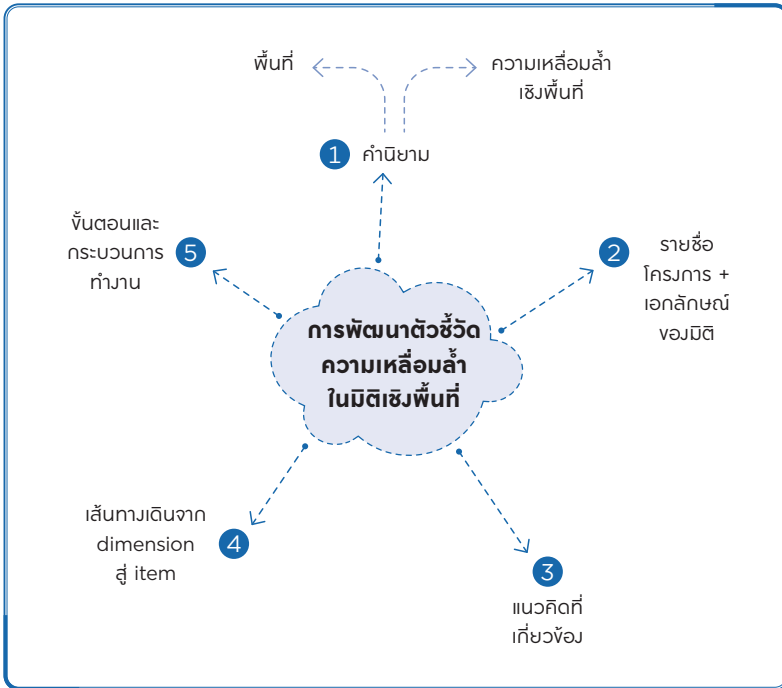 พื้นที่
ความเหลื่อมล้ำ
เชิงพื้นที่
1 คำนิยาม
2
รายชื่อ
โครงการ +
เอกลักษณ์
ของมิติ
ขั้นตอนและ
กระบวนการ
ทำงาน
5
การพัฒนาตัวชี้วัด
ความเหลื่อมล้ำ
ในมิติเชิงพื้นที่
เส้นทางเดินจาก
dimension
สู่ item
4
3
แนวคิดที่
เกี่ยวข้อง